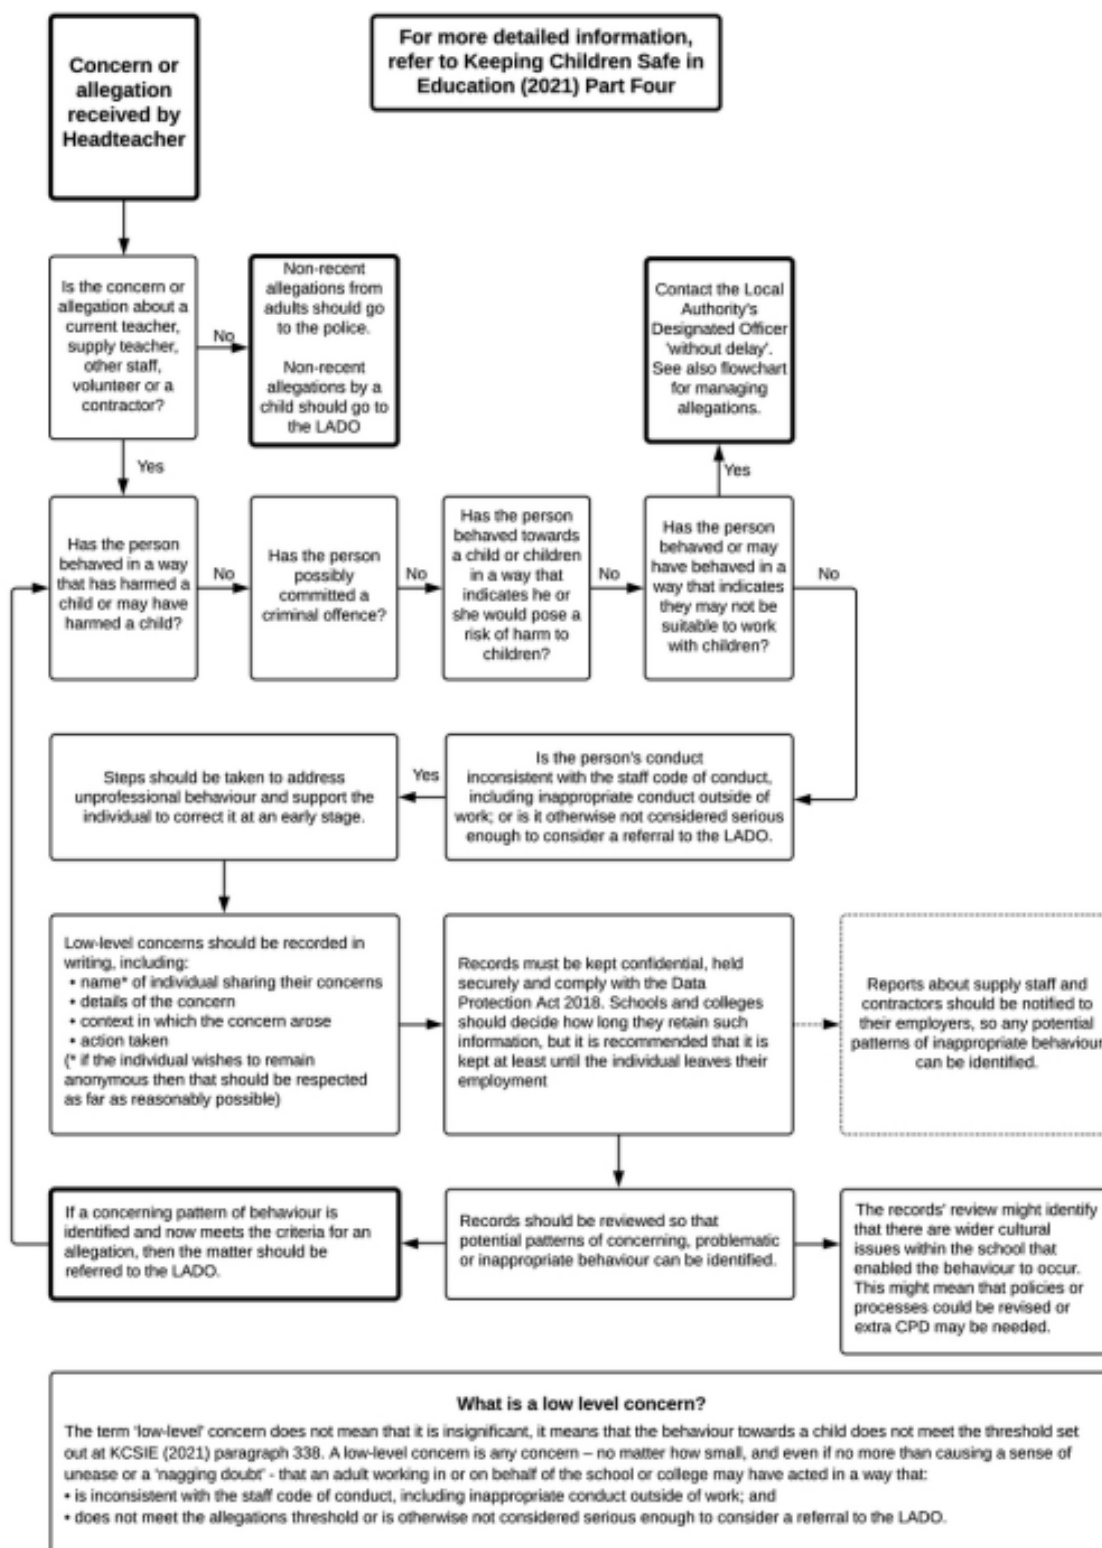 Concern or
allegation
received by
Headteacher
For more detailed information,
refer to Keeping Children Safe in
Education (2021) Part Four
Is the concern or
allegation about a
current teacher,
supply teacher,
other staff,
volunteer or a
contractor?
No
Non-recent
allegations from
adults should go
to the police.
Non-recent
allegations by a
child should go to
the LADO
Contact the Local
Authority's
Designated Officer
'without delay'.
See also flowchart
for managing
allegations.
Yes
Yes
Has the person
behaved in a way
that has harmed a
child or may have
harmed a child?
No
Has the person
possibly
committed a
criminal offence?
No
Has the person
behaved towards
a child or children
in a way that
indicates he or
she would pose a
risk of harm to
children?
No
Has the person
behaved or may
have behaved in a
way that indicates
they may not be
suitable to work
with children?
No
Is the person's conduct
inconsistent with the staff code of conduct,
including inappropriate conduct outside of
work; or is it otherwise not considered serious
enough to consider a referral to the LADO.
Yes
Steps should be taken to address
unprofessional behaviour and support the
individual to correct it at an early stage.
Low-level concerns should be recorded in
writing, including:
• name* of individual sharing their concerns
• details of the concern
• context in which the concern arose
• action taken
(* if the individual wishes to remain
anonymous then that should be respected
as far as reasonably possible)
Records must be kept confidential, held
securely and comply with the Data
Protection Act 2018. Schools and colleges
should decide how long they retain such
information, but it is recommended that it is
kept at least until the individual leaves their
employment
Reports about supply staff and
contractors should be notified to
their employers, so any potential
patterns of inappropriate behaviour
can be identified.
If a concerning pattern of behaviour is
identified and now meets the criteria for an
allegation, then the matter should be
referred to the LADO.
Records should be reviewed so that
potential patterns of concerning, problematic
or inappropriate behaviour can be identified.
The records' review might identify
that there are wider cultural
issues within the school that
enabled the behaviour to occur.
This might mean that policies or
processes could be revised or
extra CPD may be needed.
What is a low level concern?
The term 'low-level' concern does not mean that it is insignificant, it means that the behaviour towards a child does not meet the threshold set
out at KCSIE (2021) paragraph 338. A low-level concern is any concern – no matter how small, and even if no more than causing a sense of
unease or a 'nagging doubt' - that an adult working in or on behalf of the school or college may have acted in a way that:
• is inconsistent with the staff code of conduct, including inappropriate conduct outside of work; and
• does not meet the allegations threshold or is otherwise not considered serious enough to consider a referral to the LADO.